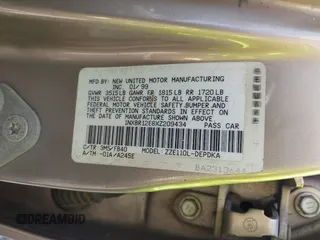 MFD BY: NEW UNITED MOTOR MANUFACTURING
INC. 01/99
GVWR 3515LB GAWR FR 1815LB RR 1720LB
THIS VEHICLE CONFORMS TO ALL APPLICABLE
FEDERAL MOTOR VEHICLE SAFETY, BUMPER AND
THEFT PREVENTION STANDARDS IN EFFECT ON
DATE OF MANUFACTURE SHOWN ABOVE.
1NXBR12E8XZ209434 PASS CAR
C/TR: 3M5/FB40 MODEL: ZZE110L-DEPDKA
A/TM: -01A/A245E
DREAMBID